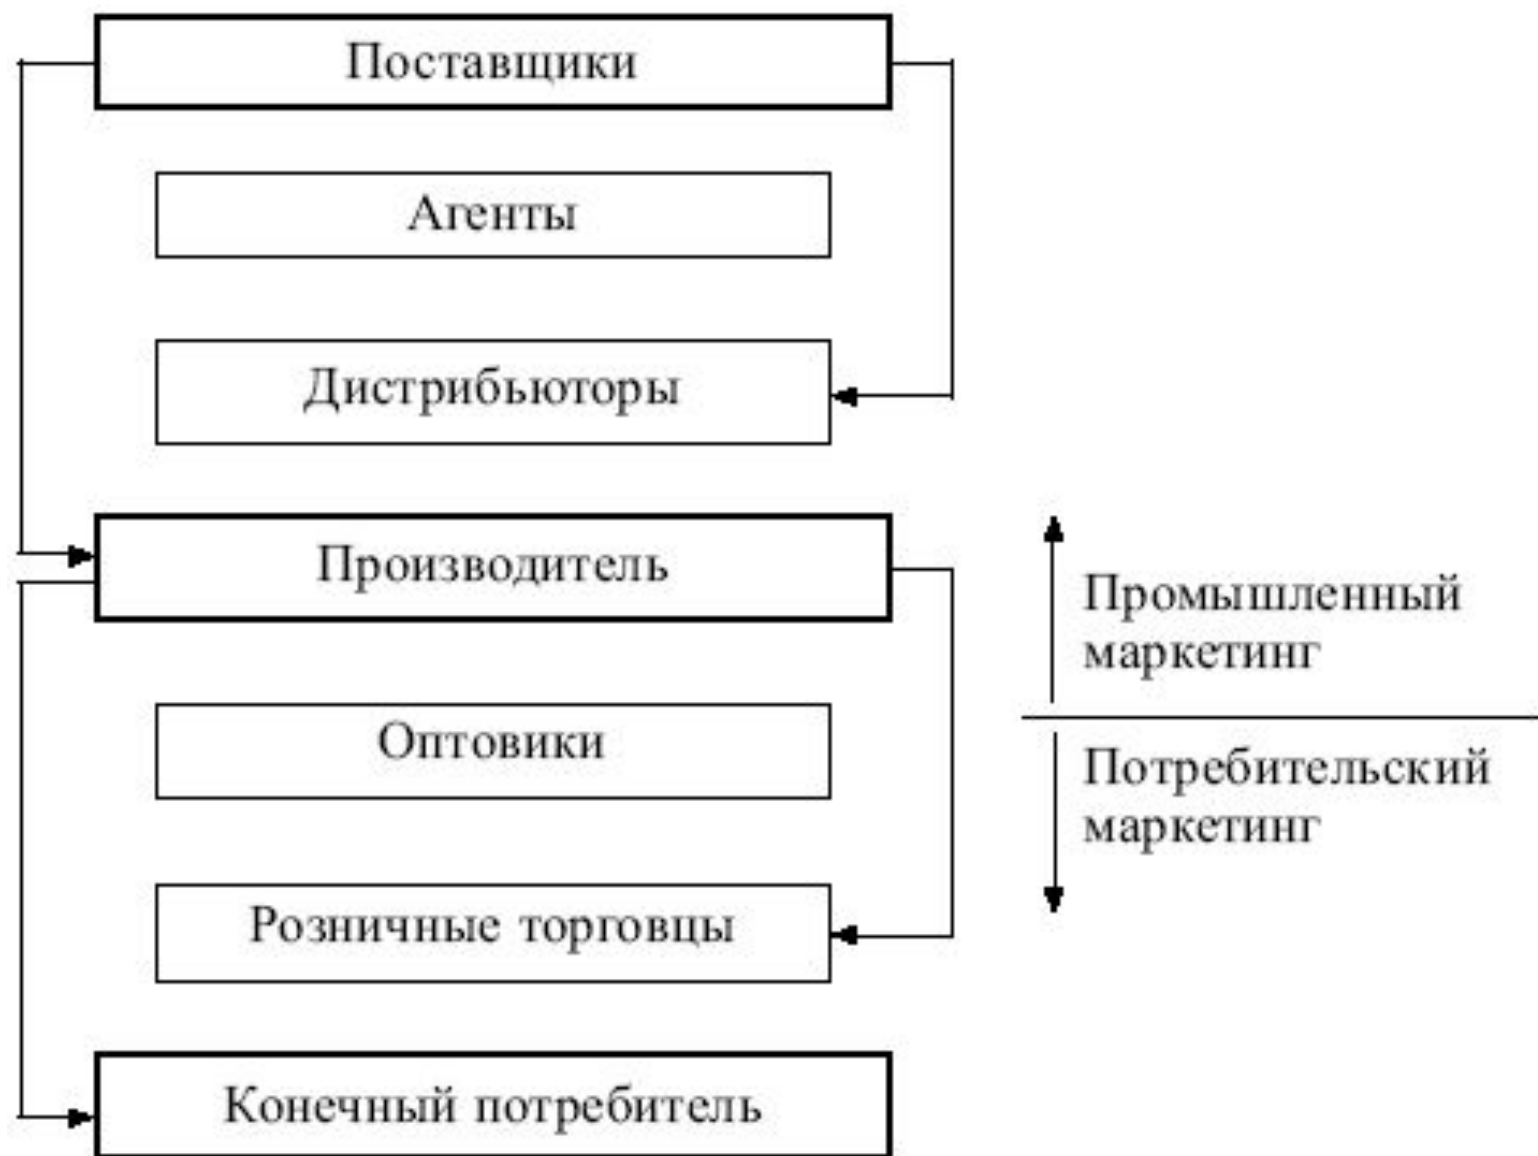 Поставщики
Агенты
Дистрибьюторы
Производитель
Оптовики
Розничные торговцы
Конечный потребитель
Промышленный
маркетинг
Потребительский
маркетинг